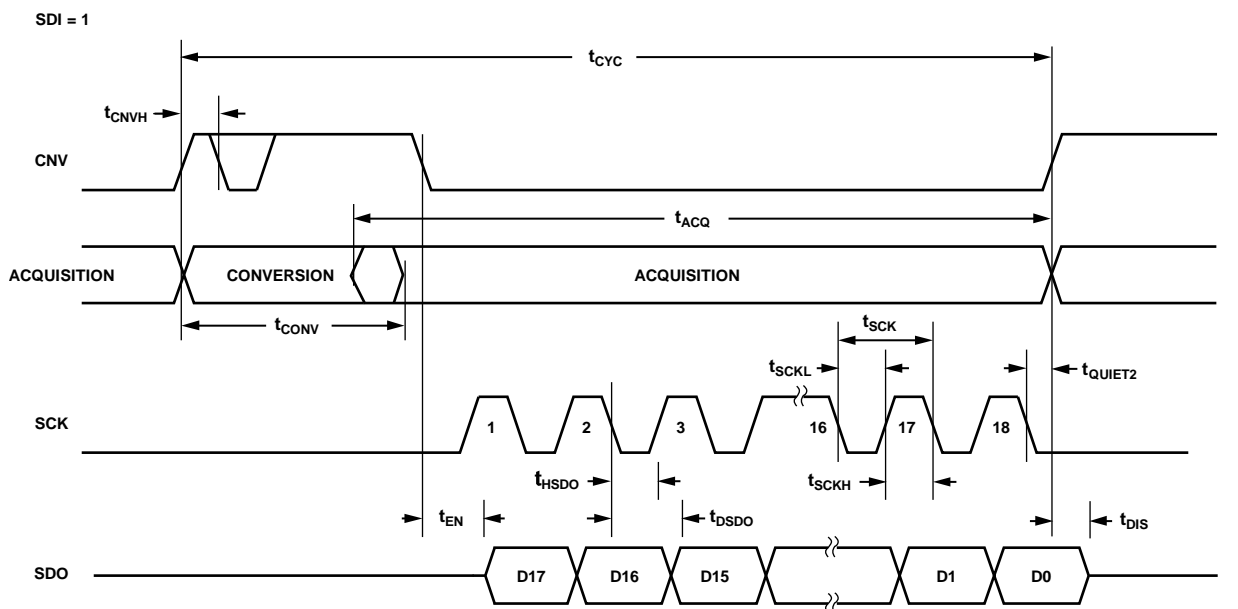 SDI = 1
tCYC
tCNVH
CNV
tACQ
ACQUISITION
CONVERSION
ACQUISITION
tCONV
tSCK
tSCKL
tQUIET2
SCK
1
2
3
16
17
18
tHSDO
tSCKH
tEN
tDSDO
tDIS
SDO
D17
D16
D15
D1
D0